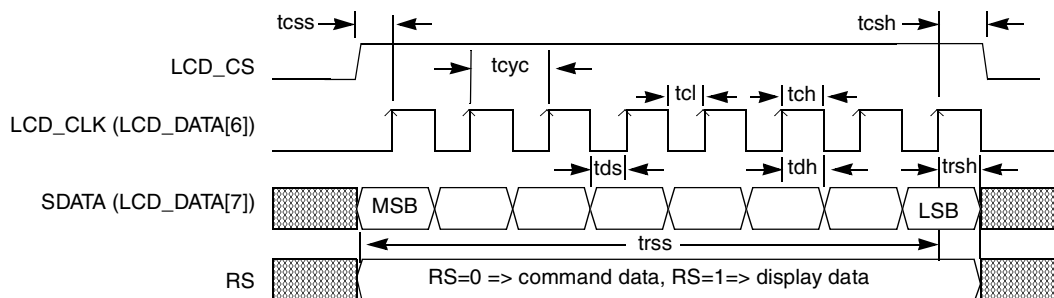 tcss
tcsh
LCD_CS
tcyc
tcl
tch
LCD_CLK (LCD_DATA[6])
tds
tdh
trsh
SDATA (LCD_DATA[7])
MSB
LSB
trss
RS
RS=0 => command data, RS=1=> display data